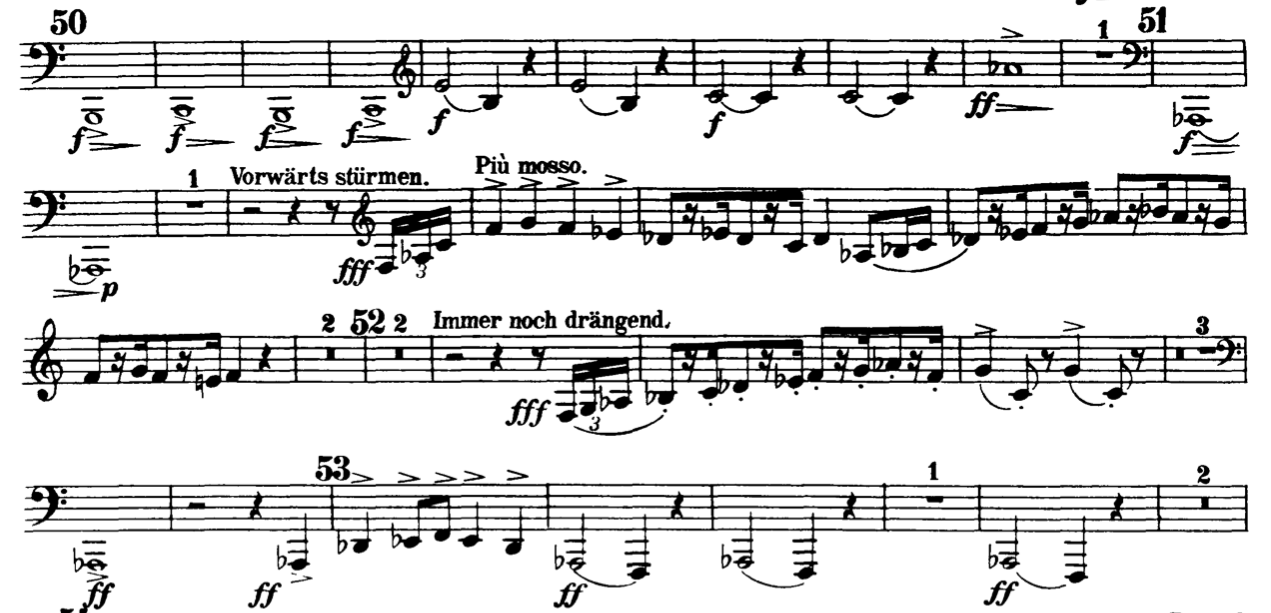 50
1
51
f
f
f
f
f
f
ff
f
1
Vorwärts stürmen.
Più mosso.
p
fff
3
2
52
2
Immer noch drängend.
3
fff
3
53
1
2
ff
ff
ff
ff